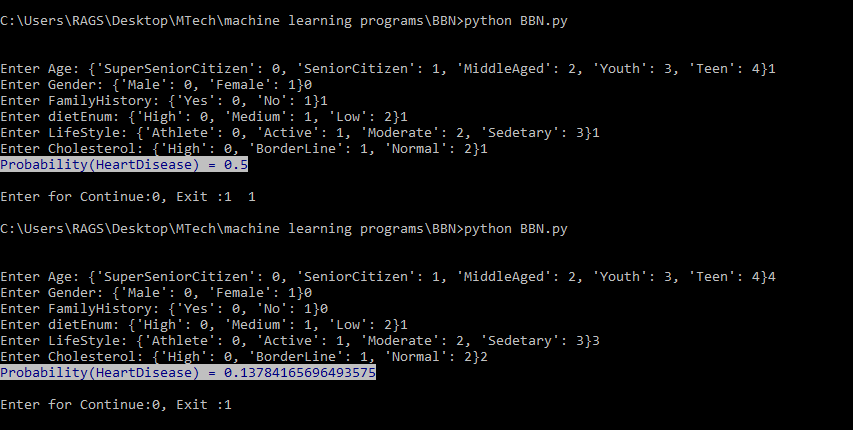 C:\Users\RAGS\Desktop\MTech\machine learning programs\BBN>python BBN.py
Enter Age: {'SuperSeniorCitizen': 0, 'SeniorCitizen': 1, 'MiddleAged': 2, 'Youth': 3, 'Teen': 4}1
Enter Gender: {'Male': 0, 'Female': 1}0
Enter FamilyHistory: {'Yes': 0, 'No': 1}1
Enter dietEnum: {'High': 0, 'Medium': 1, 'Low': 2}1
Enter LifeStyle: {'Athlete': 0, 'Active': 1, 'Moderate': 2, 'Sedetary': 3}1
Enter Cholesterol: {'High': 0, 'BorderLine': 1, 'Normal': 2}1
Probability(HeartDisease) = 0.5
Enter for Continue:0, Exit :1  1
C:\Users\RAGS\Desktop\MTech\machine learning programs\BBN>python BBN.py
Enter Age: {'SuperSeniorCitizen': 0, 'SeniorCitizen': 1, 'MiddleAged': 2, 'Youth': 3, 'Teen': 4}4
Enter Gender: {'Male': 0, 'Female': 1}0
Enter FamilyHistory: {'Yes': 0, 'No': 1}0
Enter dietEnum: {'High': 0, 'Medium': 1, 'Low': 2}1
Enter LifeStyle: {'Athlete': 0, 'Active': 1, 'Moderate': 2, 'Sedetary': 3}3
Enter Cholesterol: {'High': 0, 'BorderLine': 1, 'Normal': 2}2
Probability(HeartDisease) = 0.13784165696493575
Enter for Continue:0, Exit :1